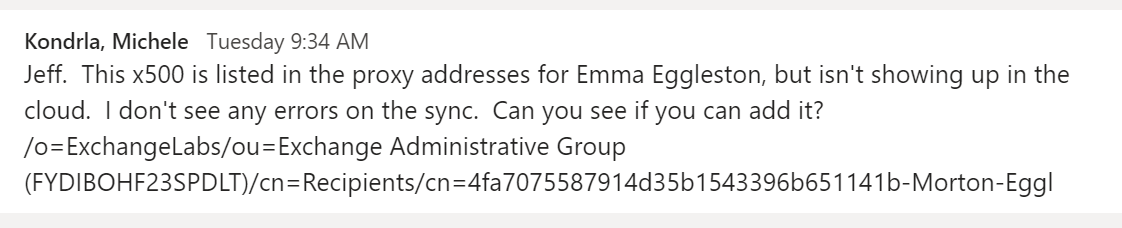 Kondrla, Michele Tuesday 9:34 AM
Jeff. This x500 is listed in the proxy addresses for Emma Eggleston, but isn't showing up in the
cloud. I don't see any errors on the sync. Can you see if you can add it?
/o=ExchangeLabs/ou=Exchange Administrative Group
(FYDIBOHF23SPDLT)/cn=Recipients/cn=4fa7075587914d35b1543396b651141b-Morton-Eggl